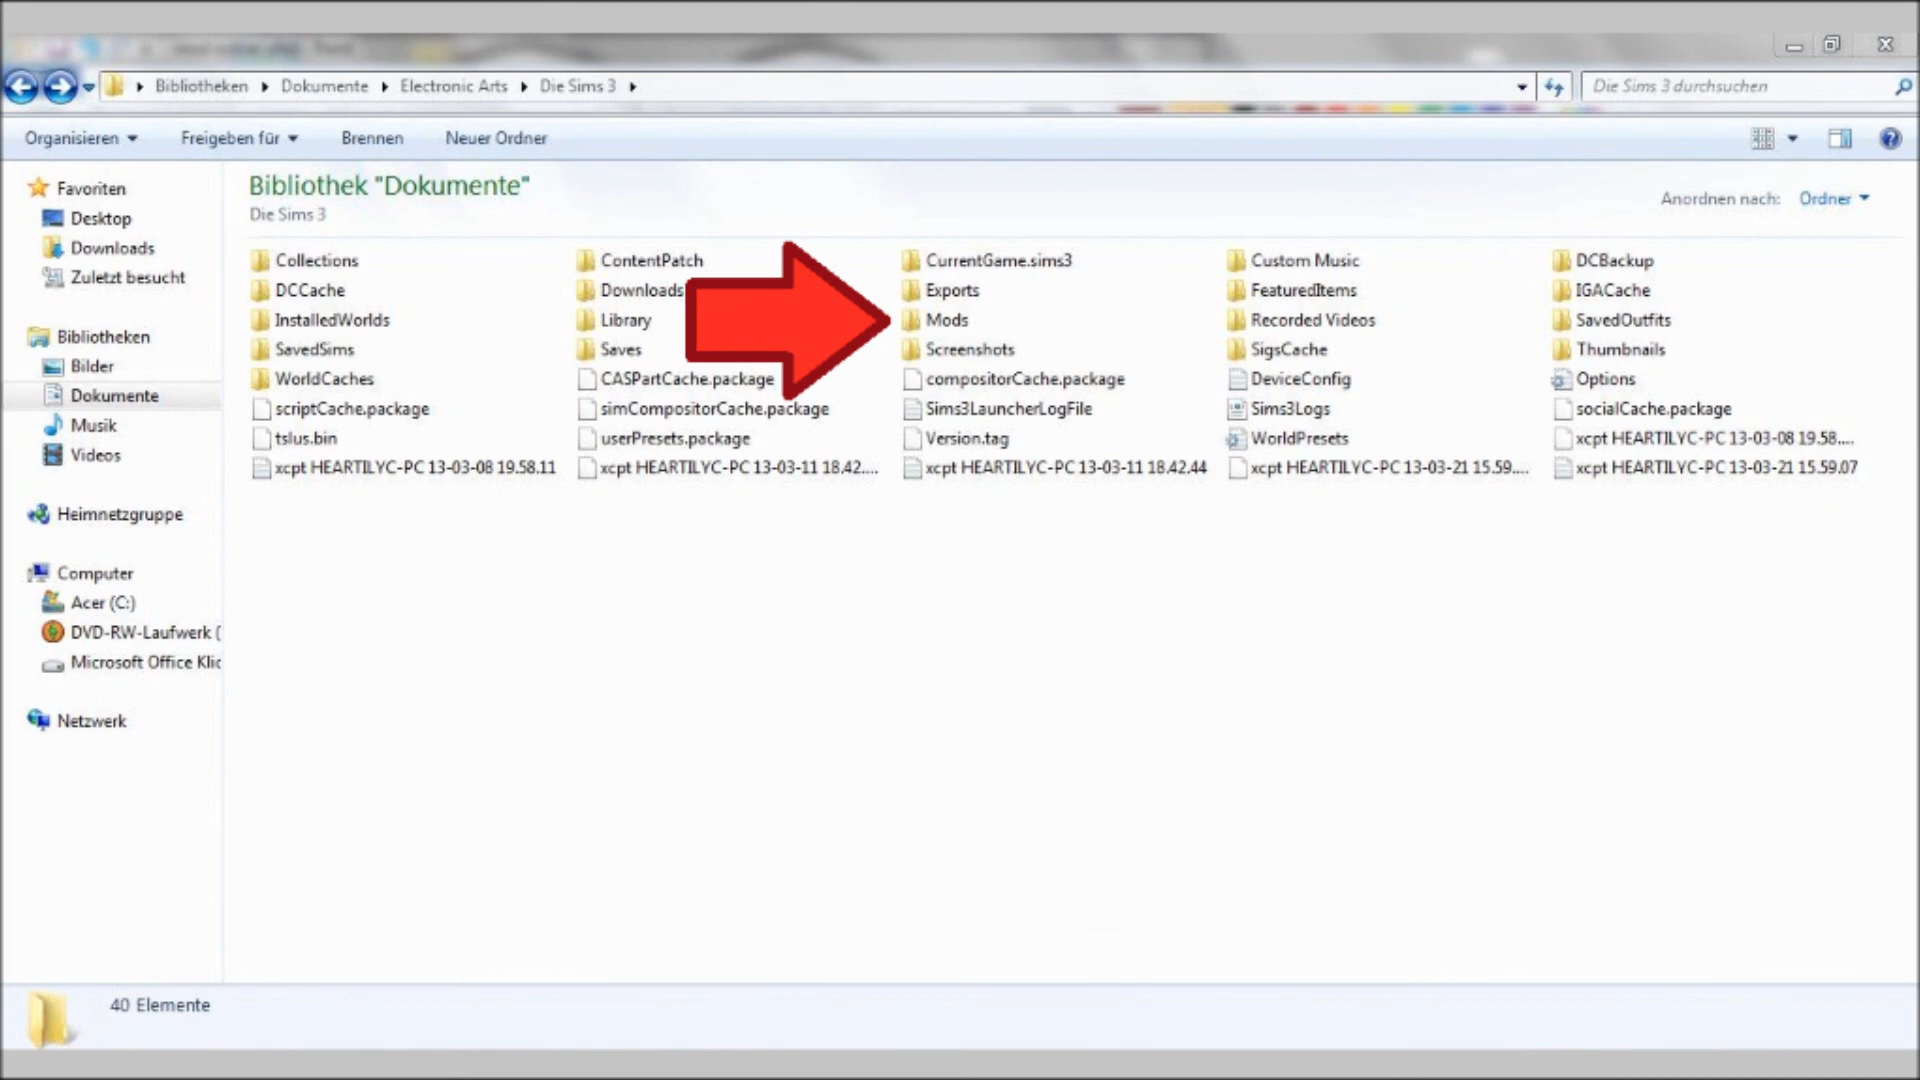 Bibliotheken Dokumente Electronic Arts Die Sims 3 Die Sims 3 durchsuchen
Organisieren Freigeben für Brennen Neuer Ordner
Favoriten
Desktop
Downloads
Zuletzt besucht
Bibliotheken
Bilder
Dokumente
Musik
Videos
Heimnetzgruppe
Computer
Acer (C:)
DVD-RW-Laufwerk (
Microsoft Office Klic
Netzwerk
Bibliothek "Dokumente"
Die Sims 3
Anordnen nach: Ordner
Collections ContentPatch CurrentGame.sims3 Custom Music DCBackup
DCCache Downloads Exports FeaturedItems IGACache
InstalledWorlds Library Mods Recorded Videos SavedOutfits
SavedSims Saves Screenshots SigsCache Thumbnails
WorldCaches CASPartCache.package compositorCache.package DeviceConfig Options
scriptCache.package simCompositorCache.package Sims3LauncherLogFile Sims3Logs socialCache.package
tslus.bin userPresets.package Version.tag WorldPresets xcpt HEARTILYC-PC 13-03-08 19.58....
xcpt HEARTILYC-PC 13-03-08 19.58.11 xcpt HEARTILYC-PC 13-03-11 18.42.... xcpt HEARTILYC-PC 13-03-11 18.42.44 xcpt HEARTILYC-PC 13-03-21 15.59.... xcpt HEARTILYC-PC 13-03-21 15.59.07
40 Elemente